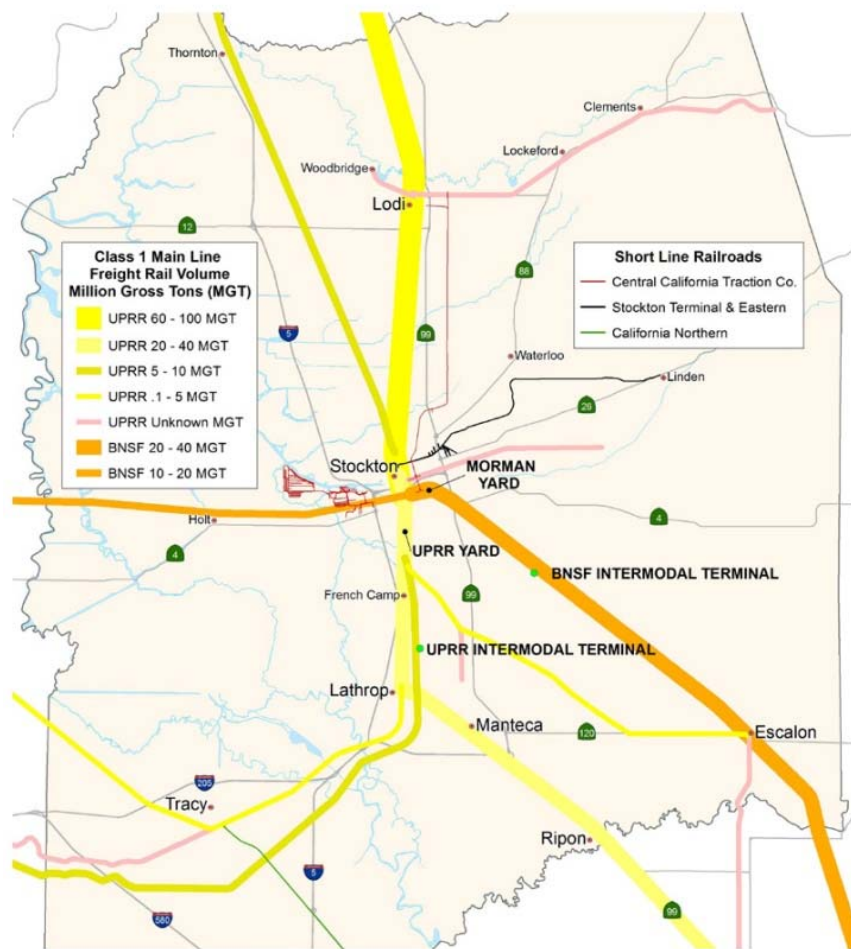 Thornton
Clements
Lockeford
Woodbridge
Lodi
12
Class 1 Main Line
Freight Rail Volume
Million Gross Tons (MGT)
UPRR 60 - 100 MGT
UPRR 20 - 40 MGT
UPRR 5 - 10 MGT
UPRR .1 - 5 MGT
UPRR Unknown MGT
BNSF 20 - 40 MGT
BNSF 10 - 20 MGT
Short Line Railroads
Central California Traction Co.
Stockton Terminal & Eastern
California Northern
88
5
99
Waterloo
Linden
26
Stockton
MORMAN
YARD
Holt
4
4
UPRR YARD
BNSF INTERMODAL TERMINAL
French Camp
99
UPRR INTERMODAL TERMINAL
Lathrop
Manteca
120
Escalon
205
Tracy
Ripon
5
99
580